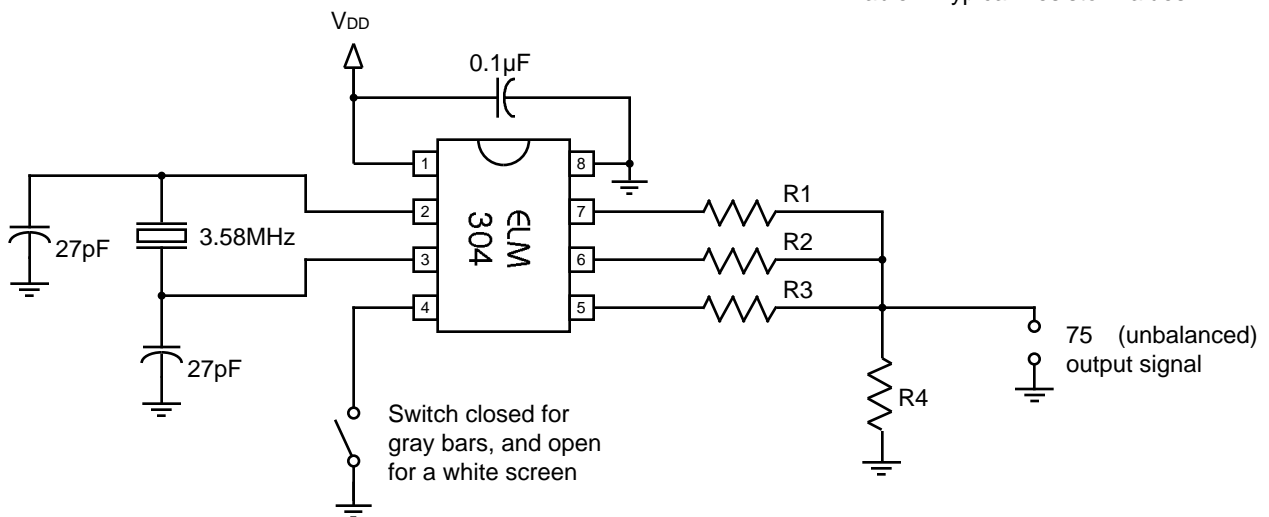 VDD
0.1µF
1
8
2
7
R1
3.58MHz
27pF
ELM
304
3
6
R2
4
5
R3
27pF
75 (unbalanced)
output signal
R4
Switch closed for
gray bars, and open
for a white screen